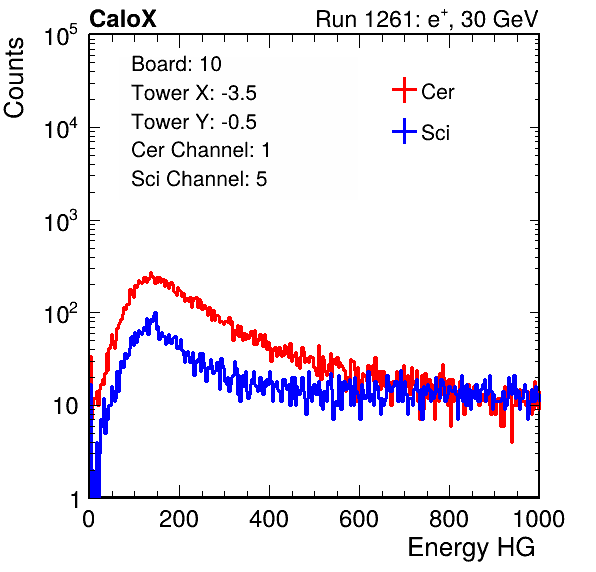 CaloX Run 1261: e⁺, 30 GeV
Counts
Board: 10
Tower X: -3.5
Tower Y: -0.5
Cer Channel: 1
Sci Channel: 5
Cer
Sci
10⁵
10⁴
10³
10²
10
1
0 200 400 600 800 1000
Energy HG